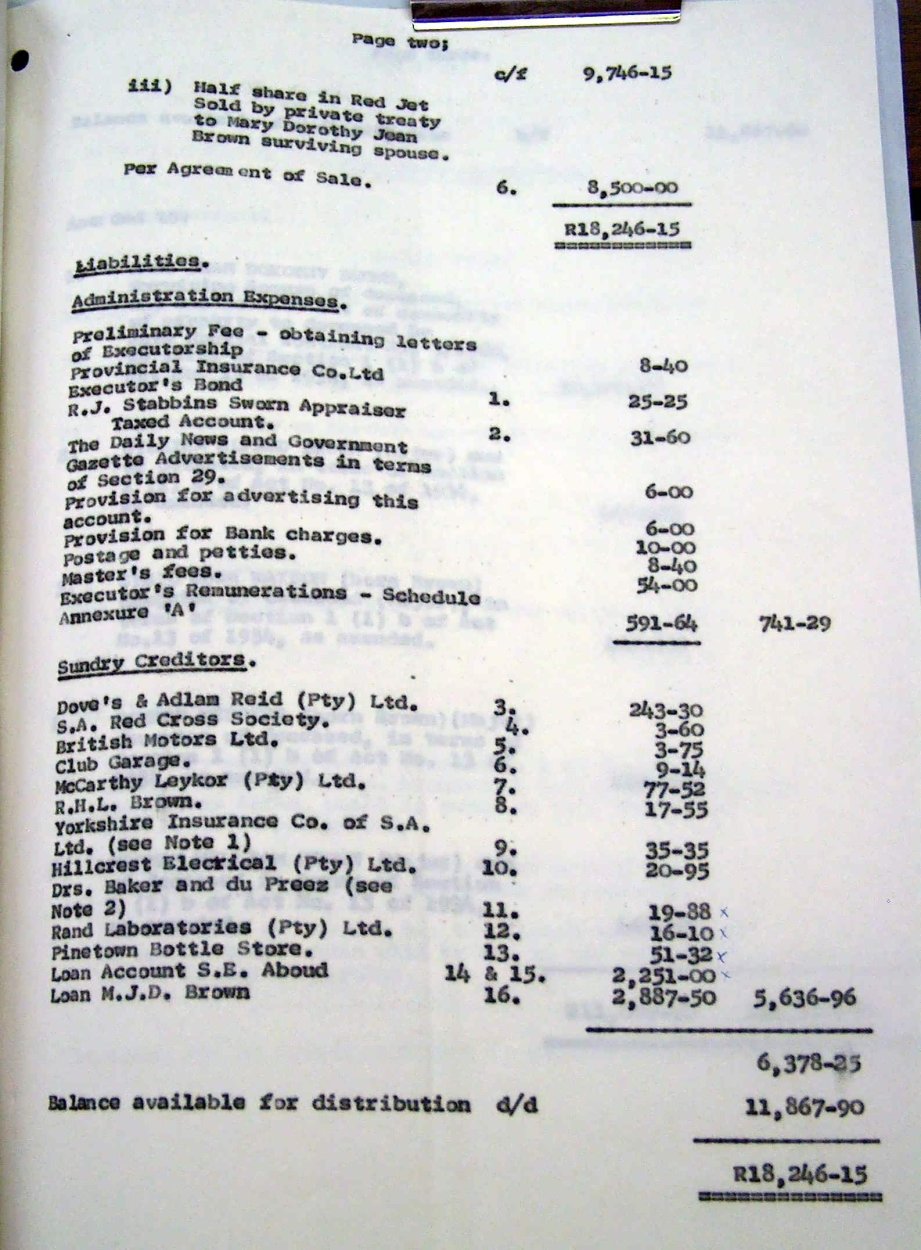 Page two;
c/f 9,746-15
iii) Half share in Red Jet
Sold by private treaty
to Mary Dorothy Jean
Brown surviving spouse.
Per Agreement of Sale. 6. 8,500-00
R18,246-15
Liabilities.
Administration Expenses.
Preliminary Fee - obtaining letters
of Executorship 8-40
Provincial Insurance Co.Ltd
Executor's Bond 1. 25-25
R.J. Stabbins Sworn Appraiser
Taxed Account. 2. 31-60
The Daily News and Government
Gazette Advertisements in terms
of Section 29. 6-00
Provision for advertising this
account. 6-00
Provision for Bank charges. 10-00
Postage and petties. 8-40
Master's fees. 54-00
Executor's Remunerations - Schedule
Annexure 'A' 591-64 741-29
Sundry Creditors.
Dove's & Adlam Reid (Pty) Ltd. 3. 243-30
S.A. Red Cross Society. 4. 3-60
British Motors Ltd. 5. 3-75
Club Garage. 6. 9-14
McCarthy Leykor (Pty) Ltd. 7. 77-52
R.H.L. Brown. 8. 17-55
Yorkshire Insurance Co. of S.A.
Ltd. (see Note 1) 9. 35-35
Hillcrest Electrical (Pty) Ltd. 10. 20-95
Drs. Baker and du Preez (see
Note 2) 11. 19-88 x
Rand Laboratories (Pty) Ltd. 12. 16-10 x
Pinetown Bottle Store. 13. 51-32 x
Loan Account S.E. Aboud 14 & 15. 2,251-00 x
Loan M.J.D. Brown 16. 2,887-50 5,636-96
6,378-25
Balance available for distribution d/d 11,867-90
R18,246-15